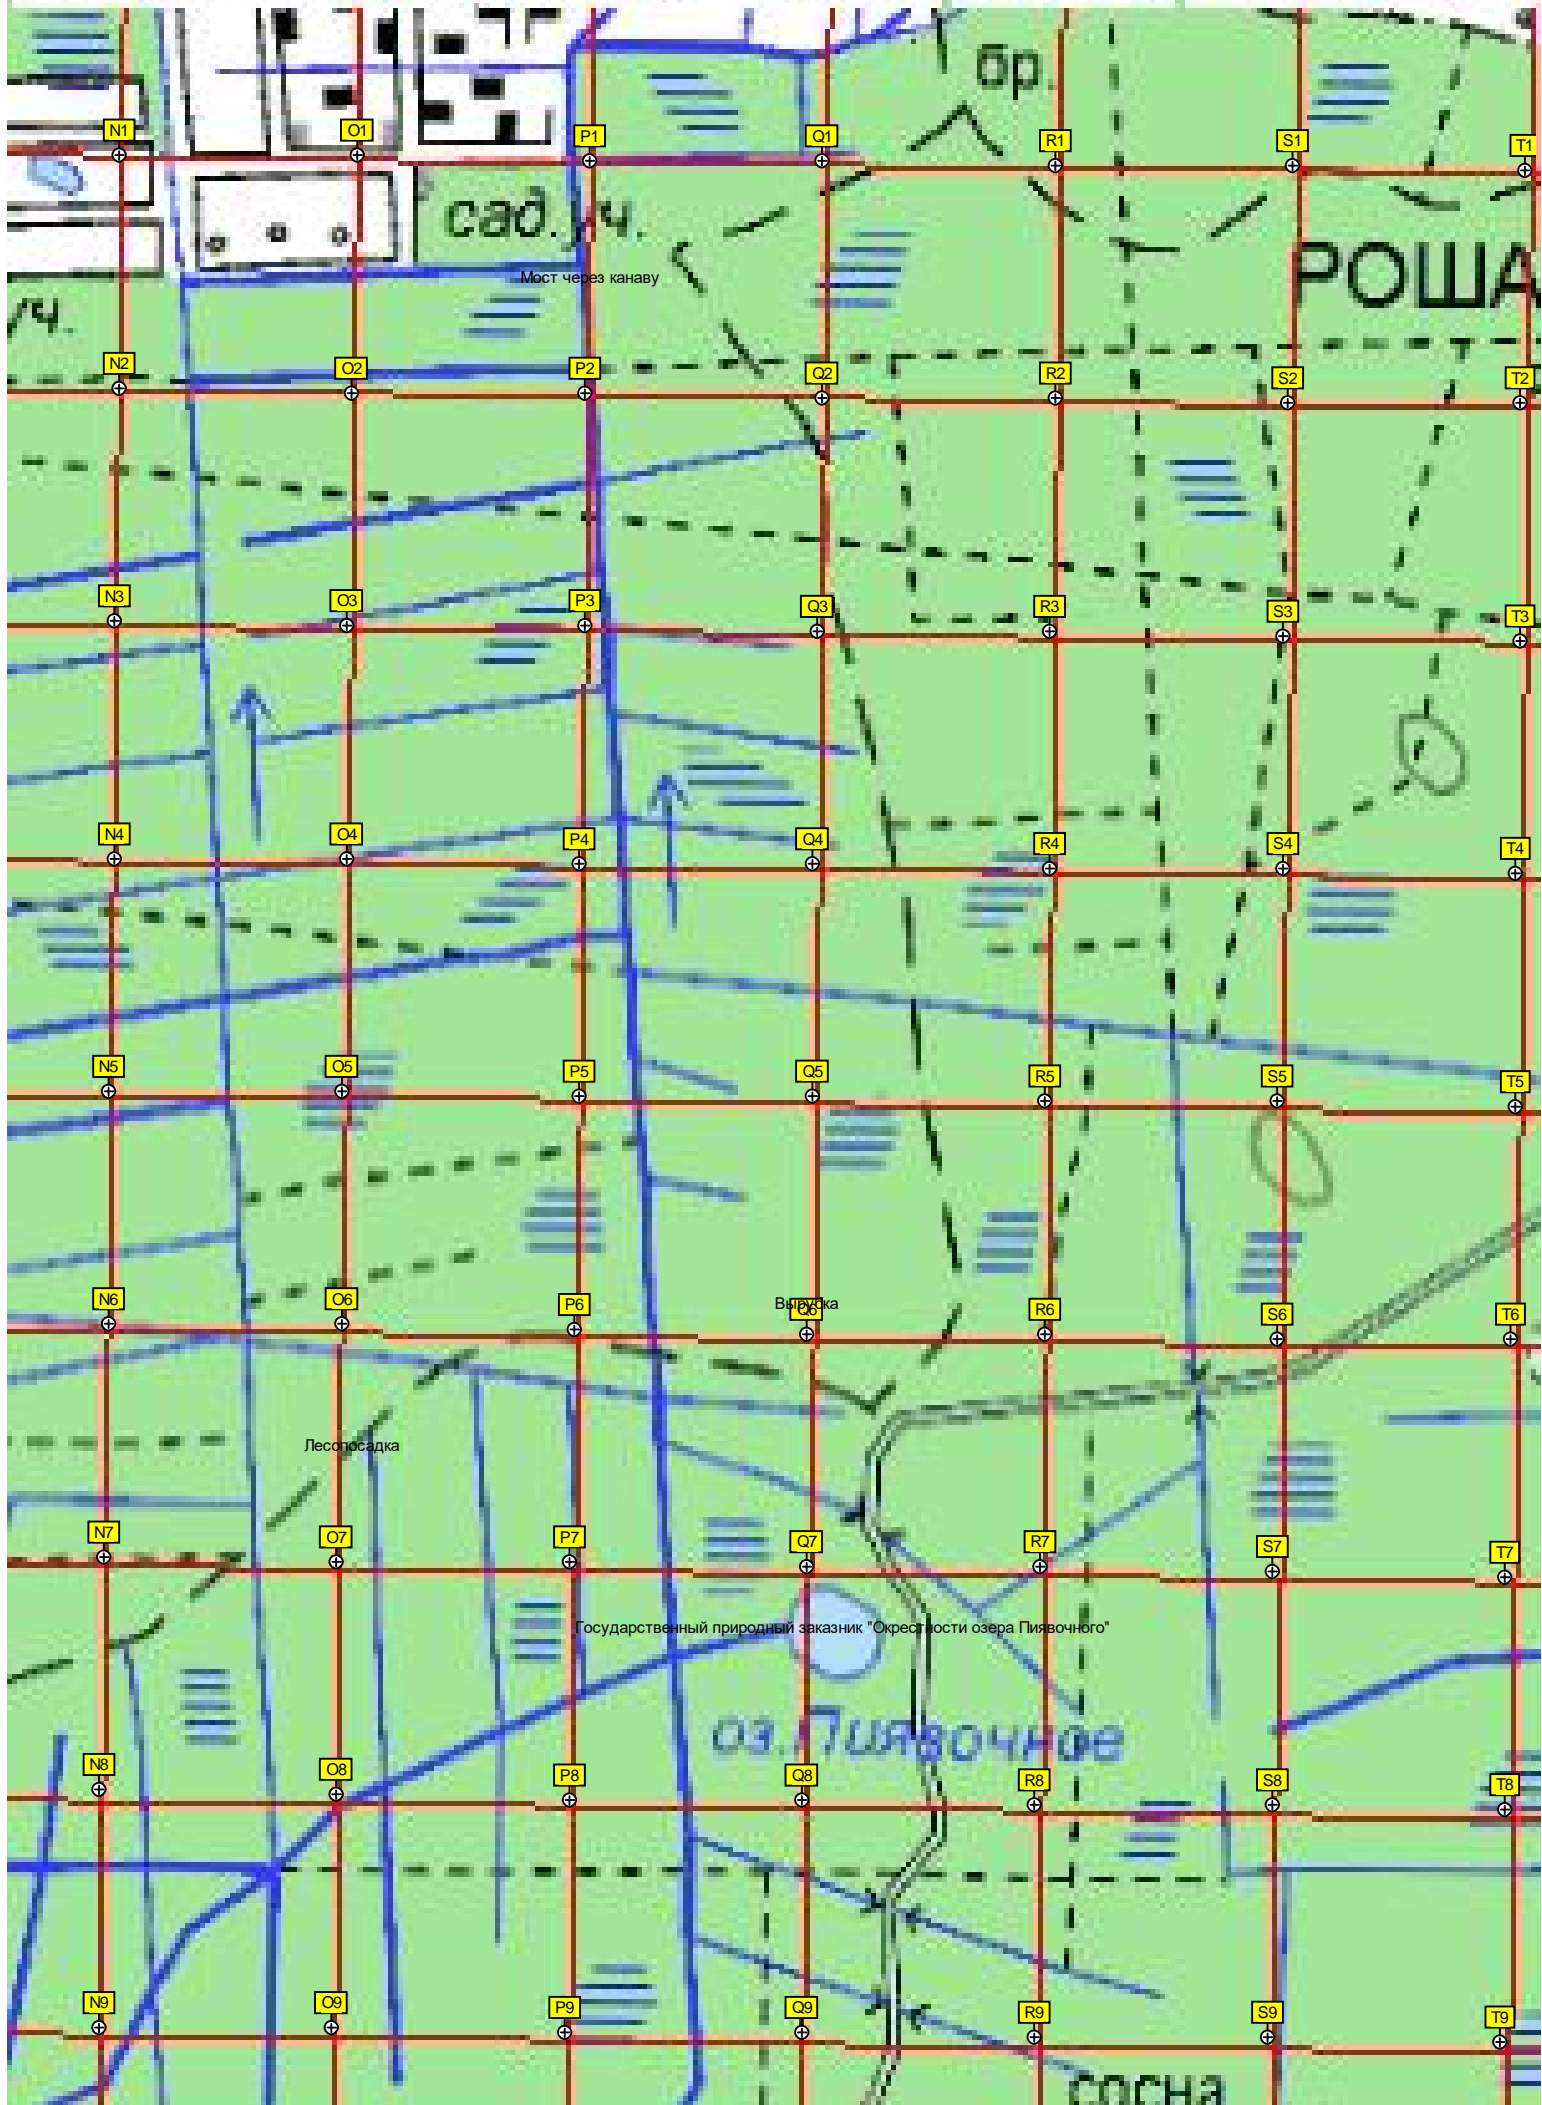 бр.
N1 O1 P1 Q1 R1 S1 T1
сад. уч.
РОЩА
Мост через канаву
уч.
N2 O2 P2 Q2 R2 S2 T2
N3 O3 P3 Q3 R3 S3 T3
N4 O4 P4 Q4 R4 S4 T4
N5 O5 P5 Q5 R5 S5 T5
Вырубка
N6 O6 P6 Q6 R6 S6 T6
Лесопосадка
N7 O7 P7 Q7 R7 S7 T7
Государственный природный заказник "Окрестности озера Пиявочного"
оз.Пиявочное
N8 O8 P8 Q8 R8 S8 T8
N9 O9 P9 Q9 R9 S9 T9
сосна